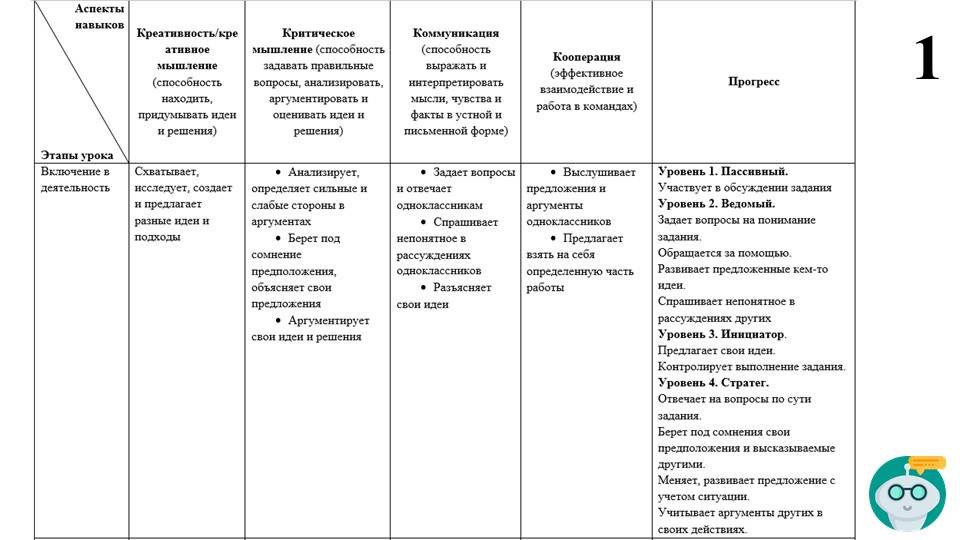 Аспекты
навыков
Этапы урока
Креативность/кре
ативное
мышление
(способность
находить,
придумывать идеи
и решения)
Критическое
мышление (способность
задавать правильные
вопросы, анализировать,
аргументировать и
оценивать идеи и
решения)
Коммуникация
(способность
выражать и
интерпретировать
мысли, чувства и
факты в устной и
письменной форме)
Кооперация
(эффективное
взаимодействие и
работа в командах)
Прогресс
1
Включение в
деятельность
Схватывает,
исследует, создает
и предлагает
разные идеи и
подходы
• Анализирует,
определяет сильные и
слабые стороны в
аргументах
• Берет под
сомнение
предположения,
объясняет свои
предложения
• Аргументирует
свои идеи и решения
• Задает вопросы
и отвечает
одноклассникам
• Спрашивает
непонятное в
рассуждениях
одноклассников
• Разъясняет
свои идеи
• Выслушивает
предложения и
аргументы
одноклассников
• Предлагает
взять на себя
определенную часть
работы
Уровень 1. Пассивный.
Участвует в обсуждении задания
Уровень 2. Ведомый.
Задает вопросы на понимание
задания.
Обращается за помощью.
Развивает предложенные кем-то
идеи.
Спрашивает непонятное в
рассуждениях других
Уровень 3. Инициатор.
Предлагает свои идеи.
Контролирует выполнение задания.
Уровень 4. Стратег.
Отвечает на вопросы по сути
задания.
Берет под сомнения свои
предположения и высказываемые
другими.
Меняет, развивает предложение с
учетом ситуации.
Учитывает аргументы других в
своих действиях.